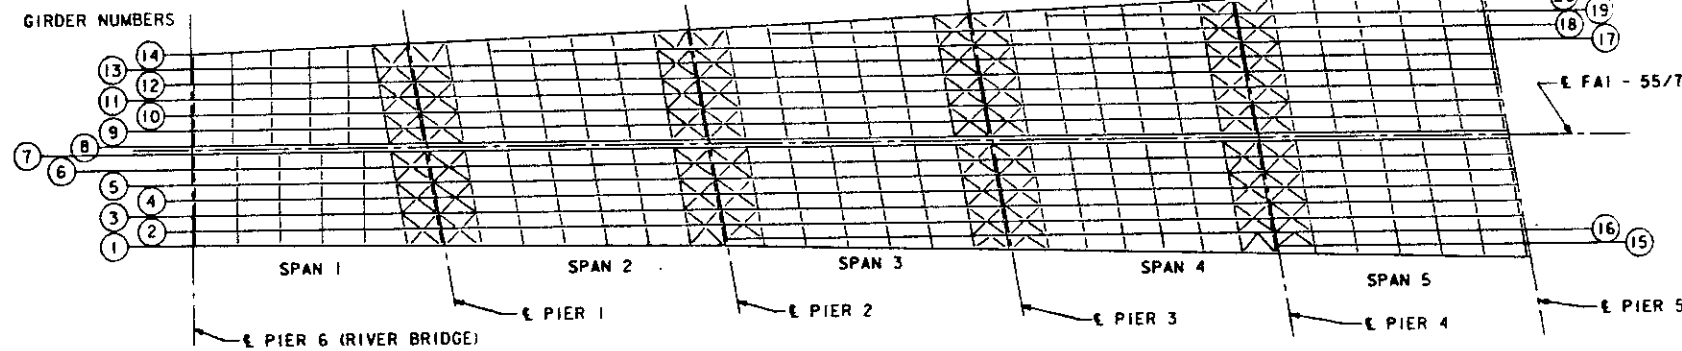 GIRDER NUMBERS
19
18
17
14
13
12
11
10
9
8
7
6
5
4
3
2
1
16
15
℄ FAI - 55/7
SPAN 1
SPAN 2
SPAN 3
SPAN 4
SPAN 5
℄ PIER 1
℄ PIER 2
℄ PIER 3
℄ PIER 4
℄ PIER 5
℄ PIER 6 (RIVER BRIDGE)